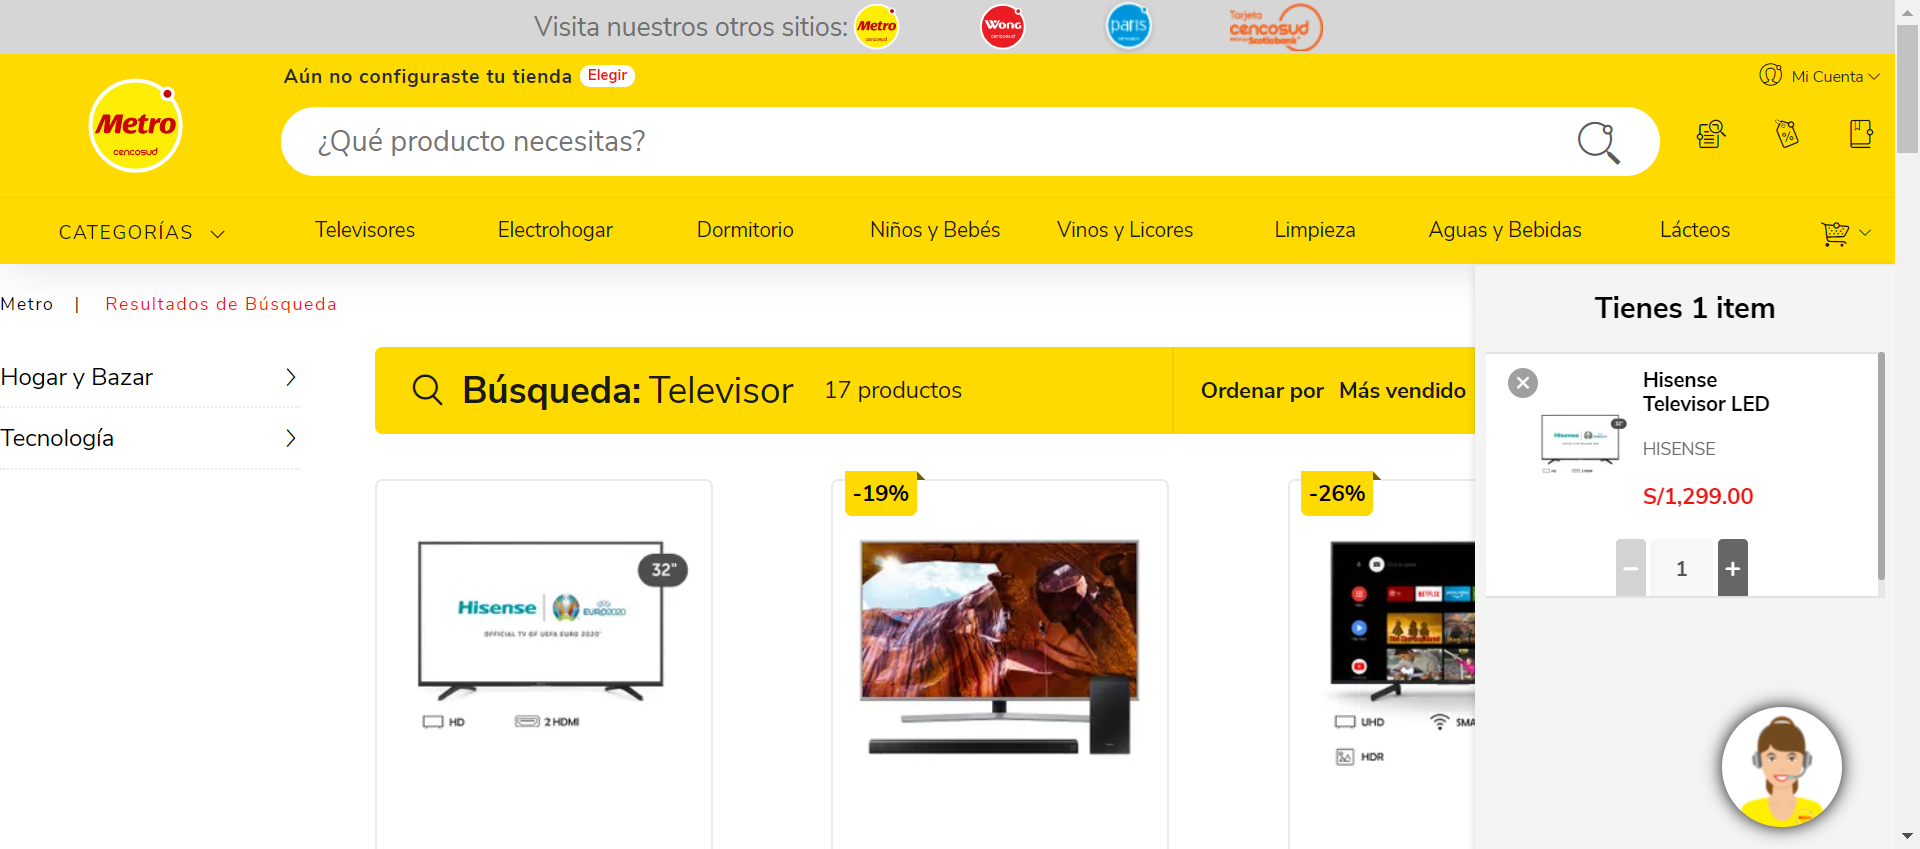 Visita nuestros otros sitios:
Metro
cencosud
Wong
cencosud
paris
Tarjeta
cencosud
Scotiabank
Aún no configuraste tu tienda
Elegir
Mi Cuenta
Metro
cencosud
¿Qué producto necesitas?
CATEGORÍAS
Televisores
Electrohogar
Dormitorio
Niños y Bebés
Vinos y Licores
Limpieza
Aguas y Bebidas
Lácteos
Metro | Resultados de Búsqueda
Hogar y Bazar
Tecnología
Búsqueda: Televisor 17 productos
Ordenar por Más vendido
Tienes 1 item
Hisense
Televisor LED
HISENSE
S/1,299.00
1
32"
Hisense
EURO2020
OFFICIAL TV OF UEFA EURO 2020
HD
2 HDMI
-19%
-26%
NETFLIX
UHD
SMA
HDR